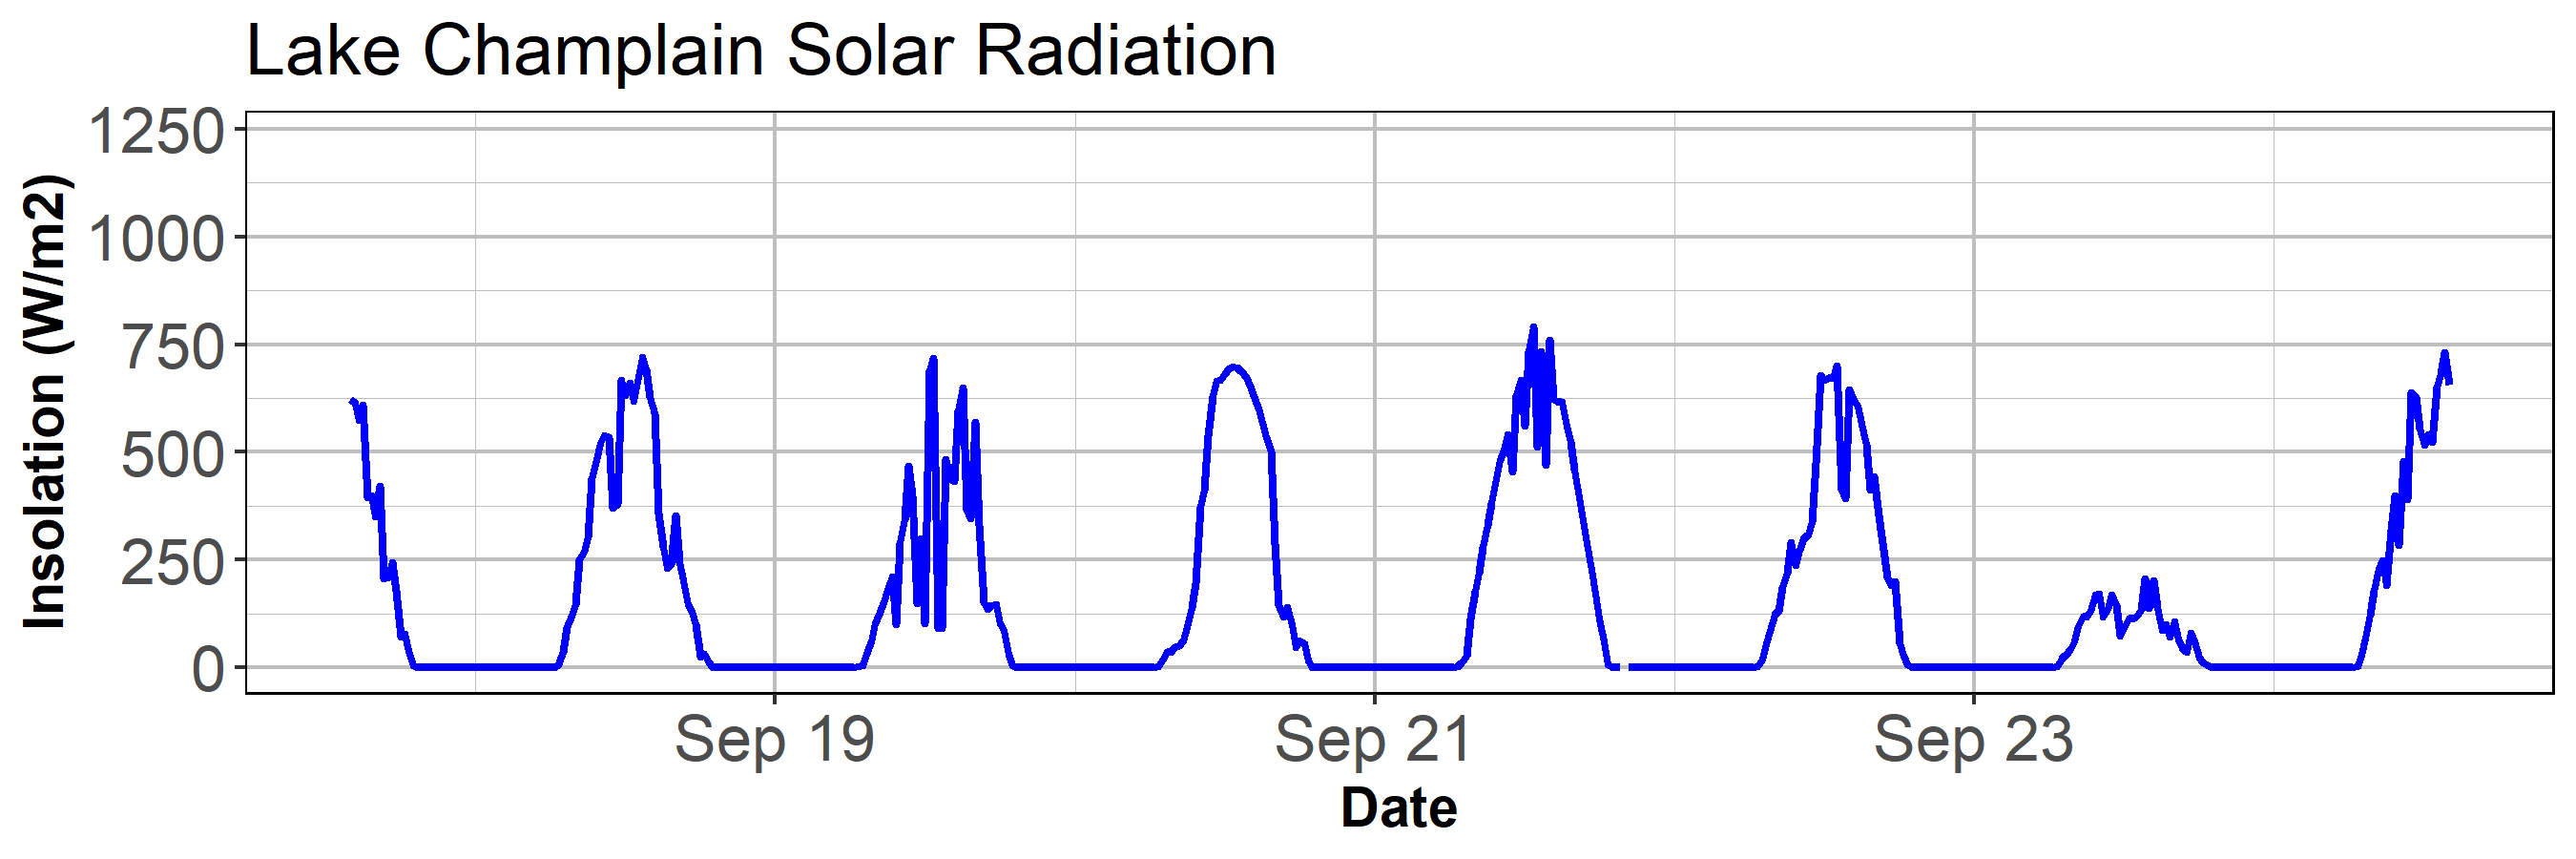 Lake Champlain Solar Radiation
1250
1000
750
500
250
0
Insolation (W/m2)
Sep 19
Sep 21
Sep 23
Date